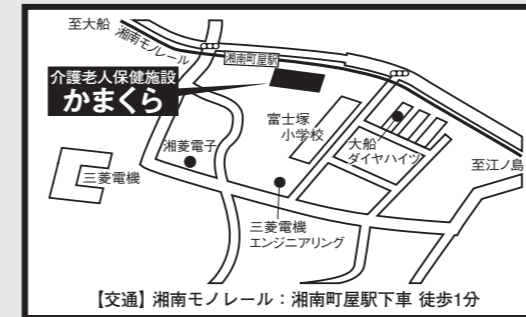 至大船
湘南モノレール
湘南町屋駅
介護老人保健施設
かまくら
富士塚
小学校
大船
ダイヤハイツ
湘菱電子
至江ノ島
三菱電機
三菱電機
エンジニアリング
【交通】湘南モノレール：湘南町屋駅下車 徒歩1分